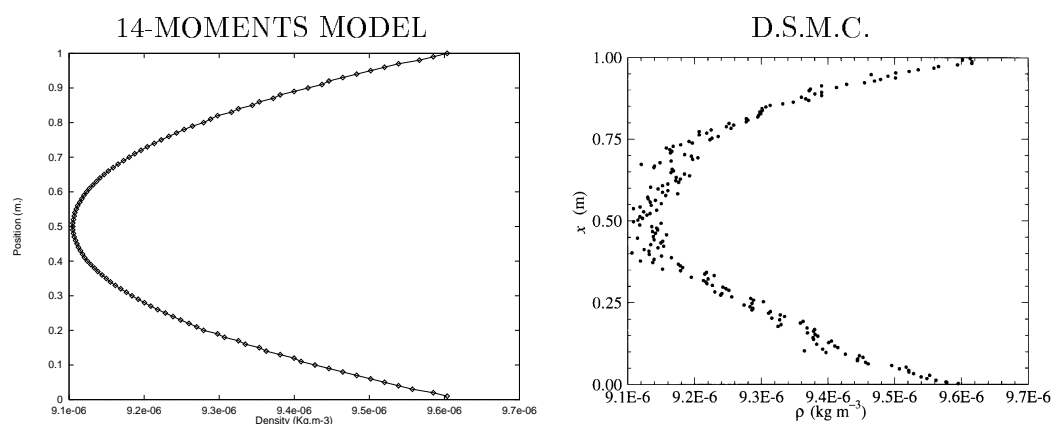 14-MOMENTS MODEL
1
0.9
0.8
0.7
0.6
0.5
0.4
0.3
0.2
0.1
0
Position (m.)
9.1e-06 9.2e-06 9.3e-06 9.4e-06 9.5e-06 9.6e-06 9.7e-06
Density (Kg.m-3)
D.S.M.C.
1.00
0.75
0.50
0.25
0.00
x (m)
9.1E-6 9.2E-6 9.3E-6 9.4E-6 9.5E-6 9.6E-6 9.7E-6
ρ (kg m⁻³)